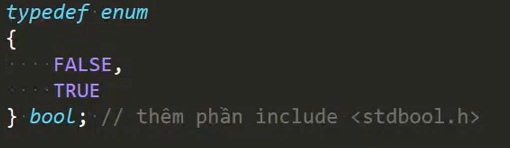 typedef enum
{
    FALSE,
    TRUE
} bool; // thêm phần include <stdbool.h>